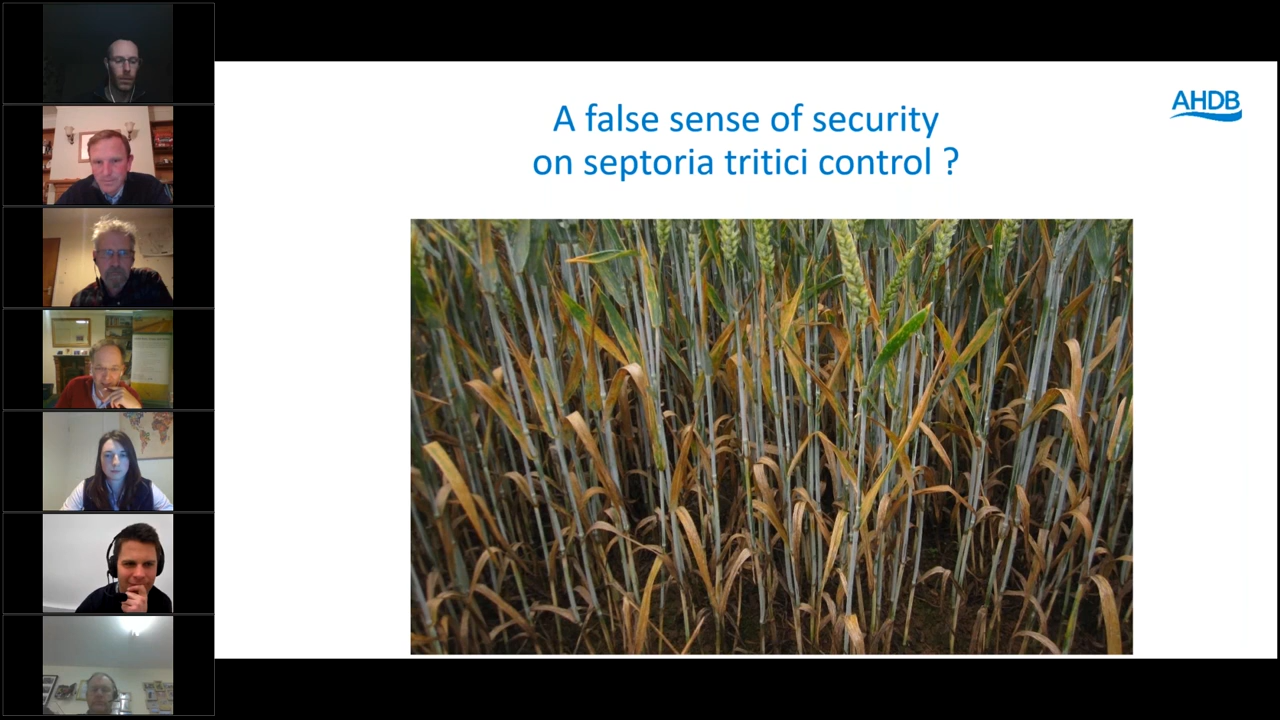 AHDB
A false sense of security
on septoria tritici control ?